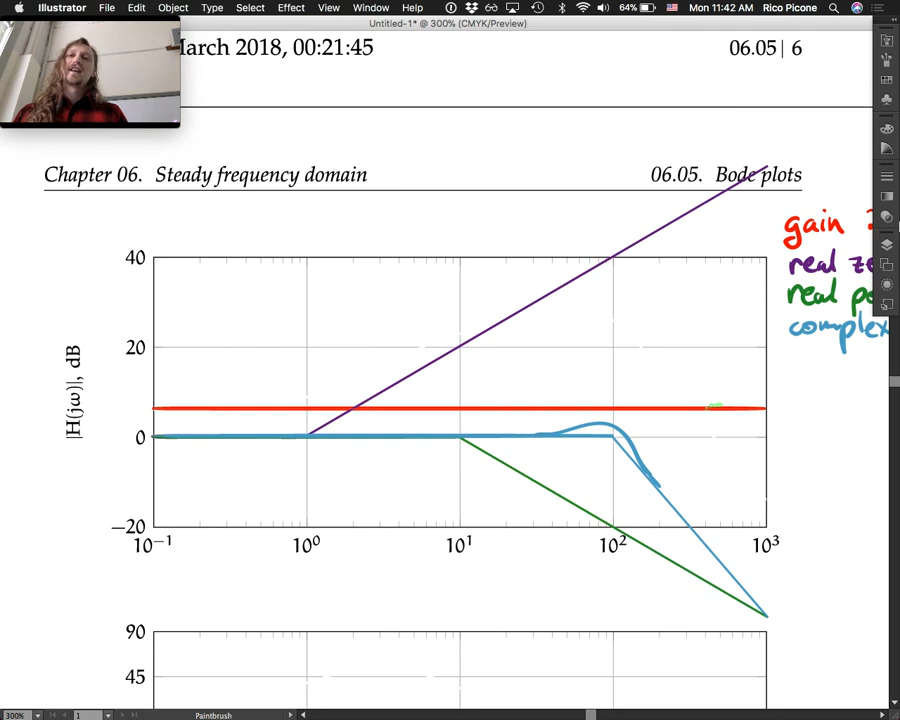 Illustrator File Edit Object Type Select Effect View Window Help 64% Mon 11:42 AM Rico Picone
Untitled-1* @ 300% (CMYK/Preview)
arch 2018, 00:21:45 06.05 | 6
Chapter 06. Steady frequency domain 06.05. Bode plots
gain
real
real
complex
40
20
0
−20
|H(jω)|, dB
10⁻¹ 10⁰ 10¹ 10² 10³
90
45
300% 1 Paintbrush